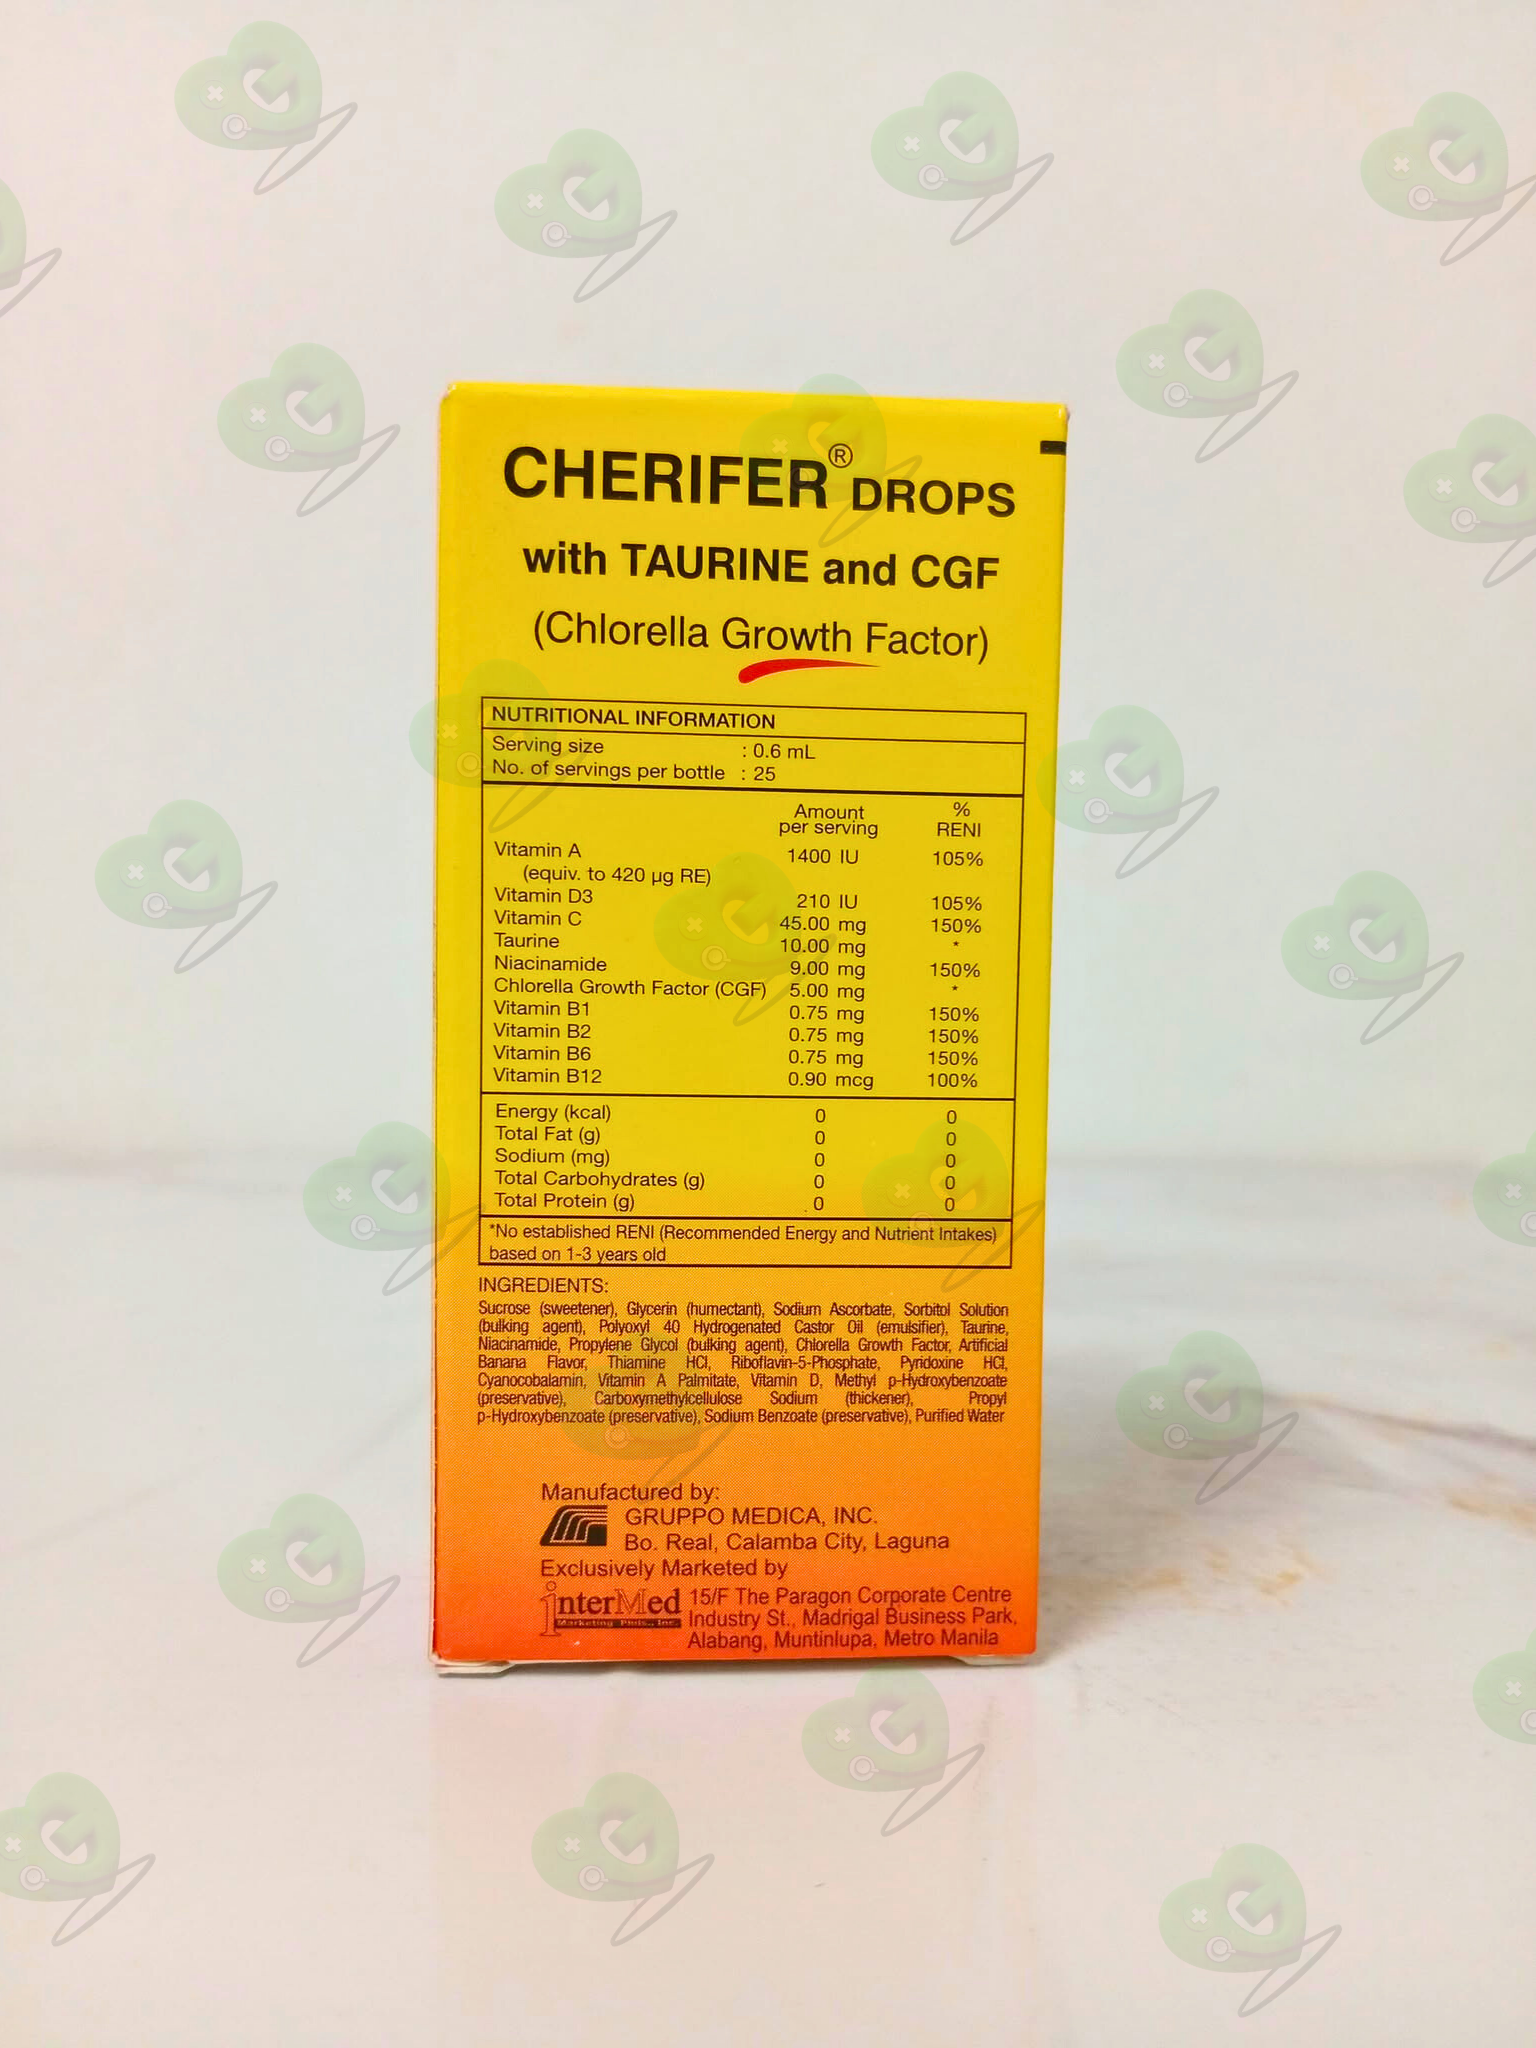 CHERIFER® DROPS
with TAURINE and CGF
(Chlorella Growth Factor)
NUTRITIONAL INFORMATION
Serving size : 0.6 mL
No. of servings per bottle : 25
Amount per serving % RENI
Vitamin A 1400 IU 105%
(equiv. to 420 µg RE)
Vitamin D3 210 IU 105%
Vitamin C 45.00 mg 150%
Taurine 10.00 mg *
Niacinamide 9.00 mg 150%
Chlorella Growth Factor (CGF) 5.00 mg *
Vitamin B1 0.75 mg 150%
Vitamin B2 0.75 mg 150%
Vitamin B6 0.75 mg 150%
Vitamin B12 0.90 mcg 100%
Energy (kcal) 0 0
Total Fat (g) 0 0
Sodium (mg) 0 0
Total Carbohydrates (g) 0 0
Total Protein (g) 0 0
*No established RENI (Recommended Energy and Nutrient Intakes)
based on 1-3 years old
INGREDIENTS:
Sucrose (sweetener), Glycerin (humectant), Sodium Ascorbate, Sorbitol Solution
(bulking agent), Polyoxyl 40 Hydrogenated Castor Oil (emulsifier), Taurine,
Niacinamide, Propylene Glycol (bulking agent), Chlorella Growth Factor, Artificial
Banana Flavor, Thiamine HCl, Riboflavin-5-Phosphate, Pyridoxine HCl,
Cyanocobalamin, Vitamin A Palmitate, Vitamin D, Methyl p-Hydroxybenzoate
(preservative), Carboxymethylcellulose Sodium (thickener), Propyl
p-Hydroxybenzoate (preservative), Sodium Benzoate (preservative), Purified Water
Manufactured by:
GRUPPO MEDICA, INC.
Bo. Real, Calamba City, Laguna
Exclusively Marketed by
interMed
Marketing Phils., Inc.
15/F The Paragon Corporate Centre
Industry St., Madrigal Business Park,
Alabang, Muntinlupa, Metro Manila